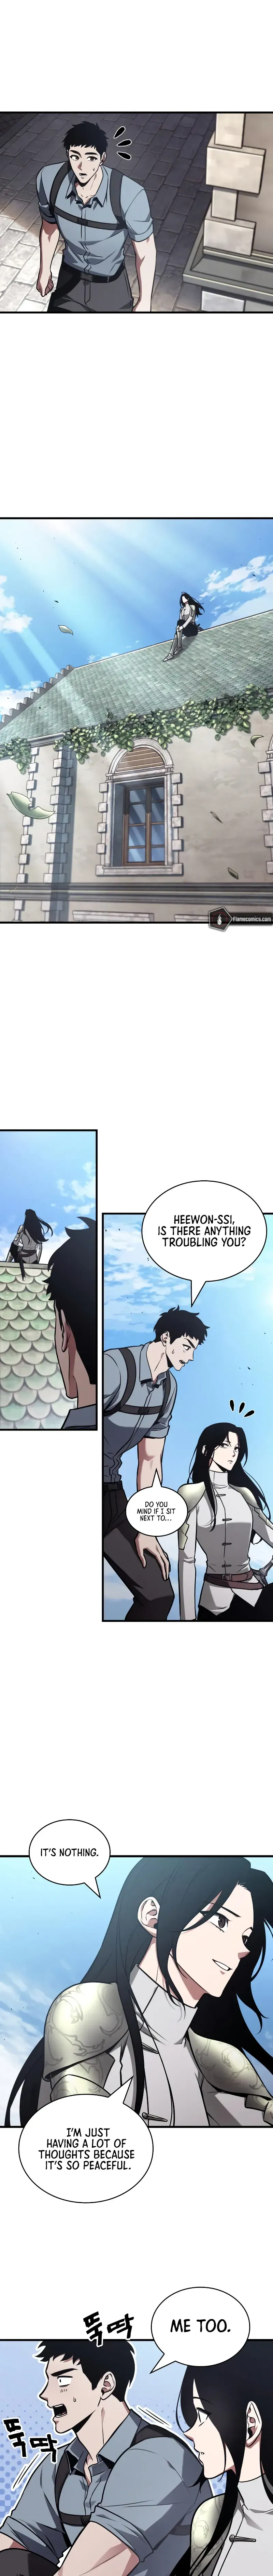 Flamecomics.com
HEEWON-SSI,
IS THERE ANYTHING
TROUBLING YOU?
DO YOU
MIND IF I SIT
NEXT TO...
IT'S NOTHING.
I'M JUST
HAVING A LOT OF
THOUGHTS BECAUSE
IT'S SO PEACEFUL.
ME TOO.
뚝딱
뚝딱